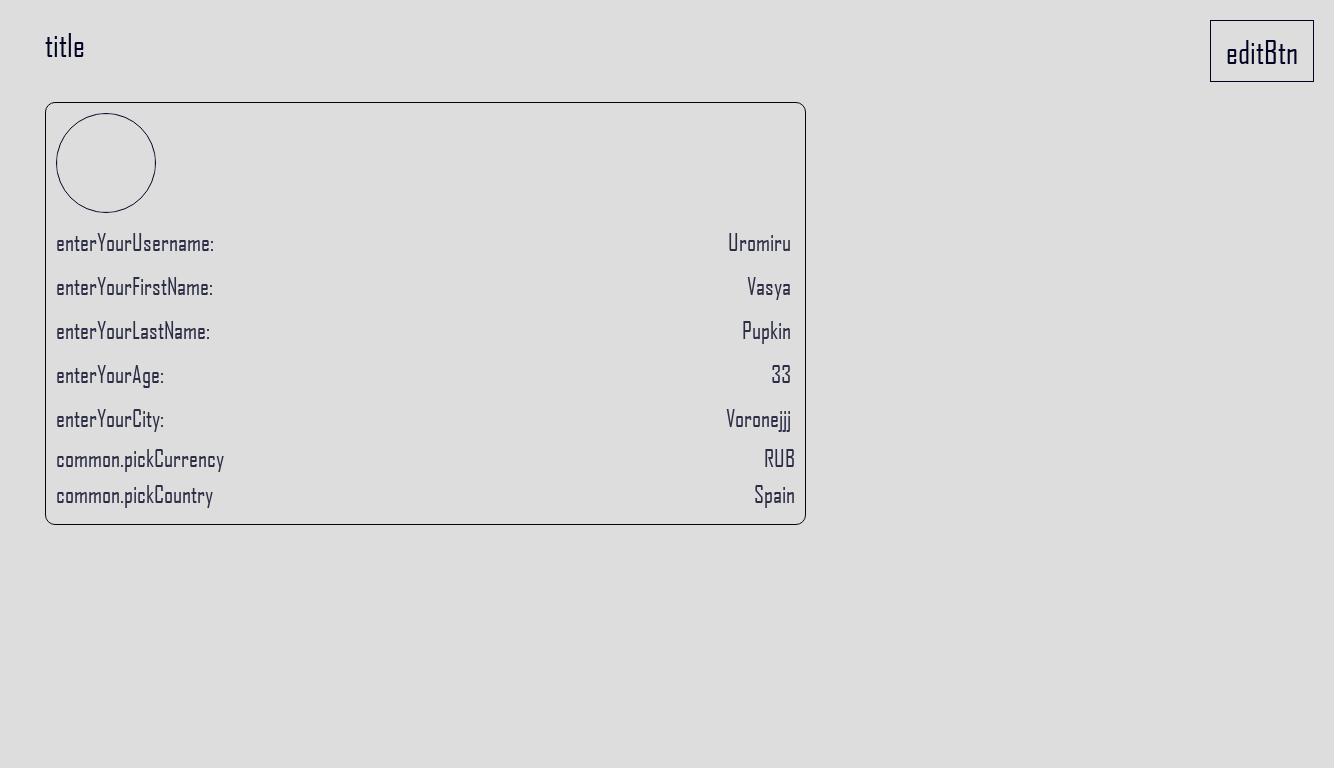 title
editBtn
enterYourUsername: Uromiru
enterYourFirstName: Vasya
enterYourLastName: Pupkin
enterYourAge: 33
enterYourCity: Voronejjj
common.pickCurrency RUB
common.pickCountry Spain